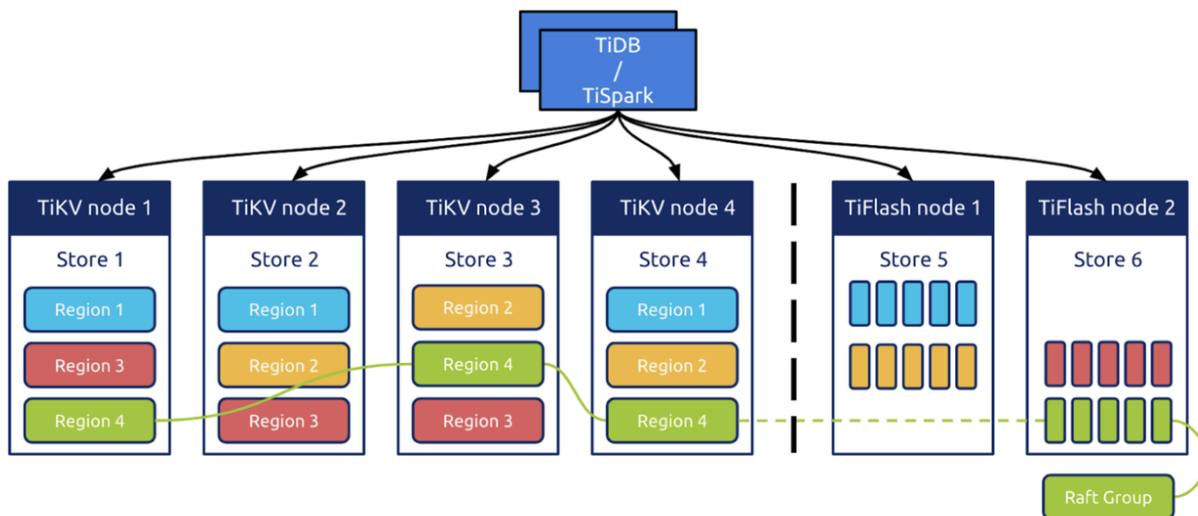 TiDB
/
TiSpark
TiKV node 1
Store 1
Region 1
Region 3
Region 4
TiKV node 2
Store 2
Region 1
Region 2
Region 3
TiKV node 3
Store 3
Region 2
Region 4
Region 3
TiKV node 4
Store 4
Region 1
Region 2
Region 4
TiFlash node 1
Store 5
TiFlash node 2
Store 6
Raft Group